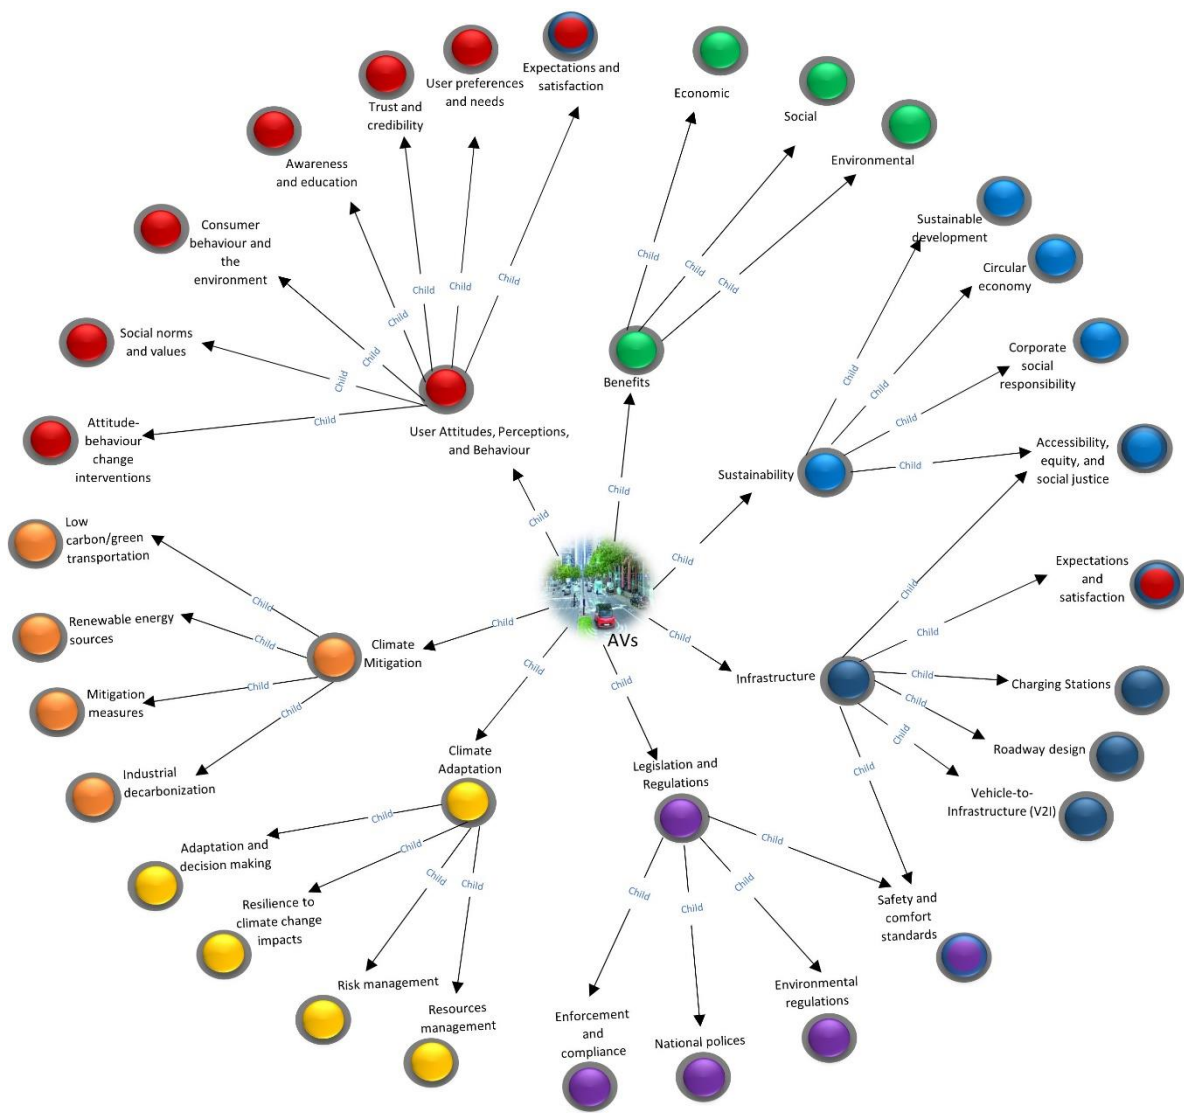 Expectations and
satisfaction
User preferences
and needs
Trust and
credibility
Awareness
and education
Consumer
behaviour and
the
environment
Social norms
and values
Attitude-
behaviour
change
interventions
Child
Child
Child
Child
Child
Child
Child
User Attitudes, Perceptions,
and Behaviour
Child
Economic
Social
Environmental
Child
Child
Child
Benefits
Child
Sustainable
development
Circular
economy
Corporate
social
responsibility
Accessibility,
equity, and
social justice
Child
Child
Child
Child
Sustainability
Child
AVs
Expectations
and
satisfaction
Charging Stations
Roadway design
Vehicle-to-
Infrastructure (V2I)
Child
Child
Child
Child
Child
Child
Infrastructure
Child
Safety and
comfort
standards
Legislation and
Regulations
Child
Child
Child
Child
Child
Environmental
regulations
National polices
Enforcement
and
compliance
Climate
Adaptation
Child
Child
Child
Child
Child
Adaptation and
decision making
Resilience to
climate change
impacts
Risk management
Resources
management
Climate
Mitigation
Child
Child
Child
Child
Child
Low
carbon/green
transportation
Renewable energy
sources
Mitigation
measures
Industrial
decarbonization